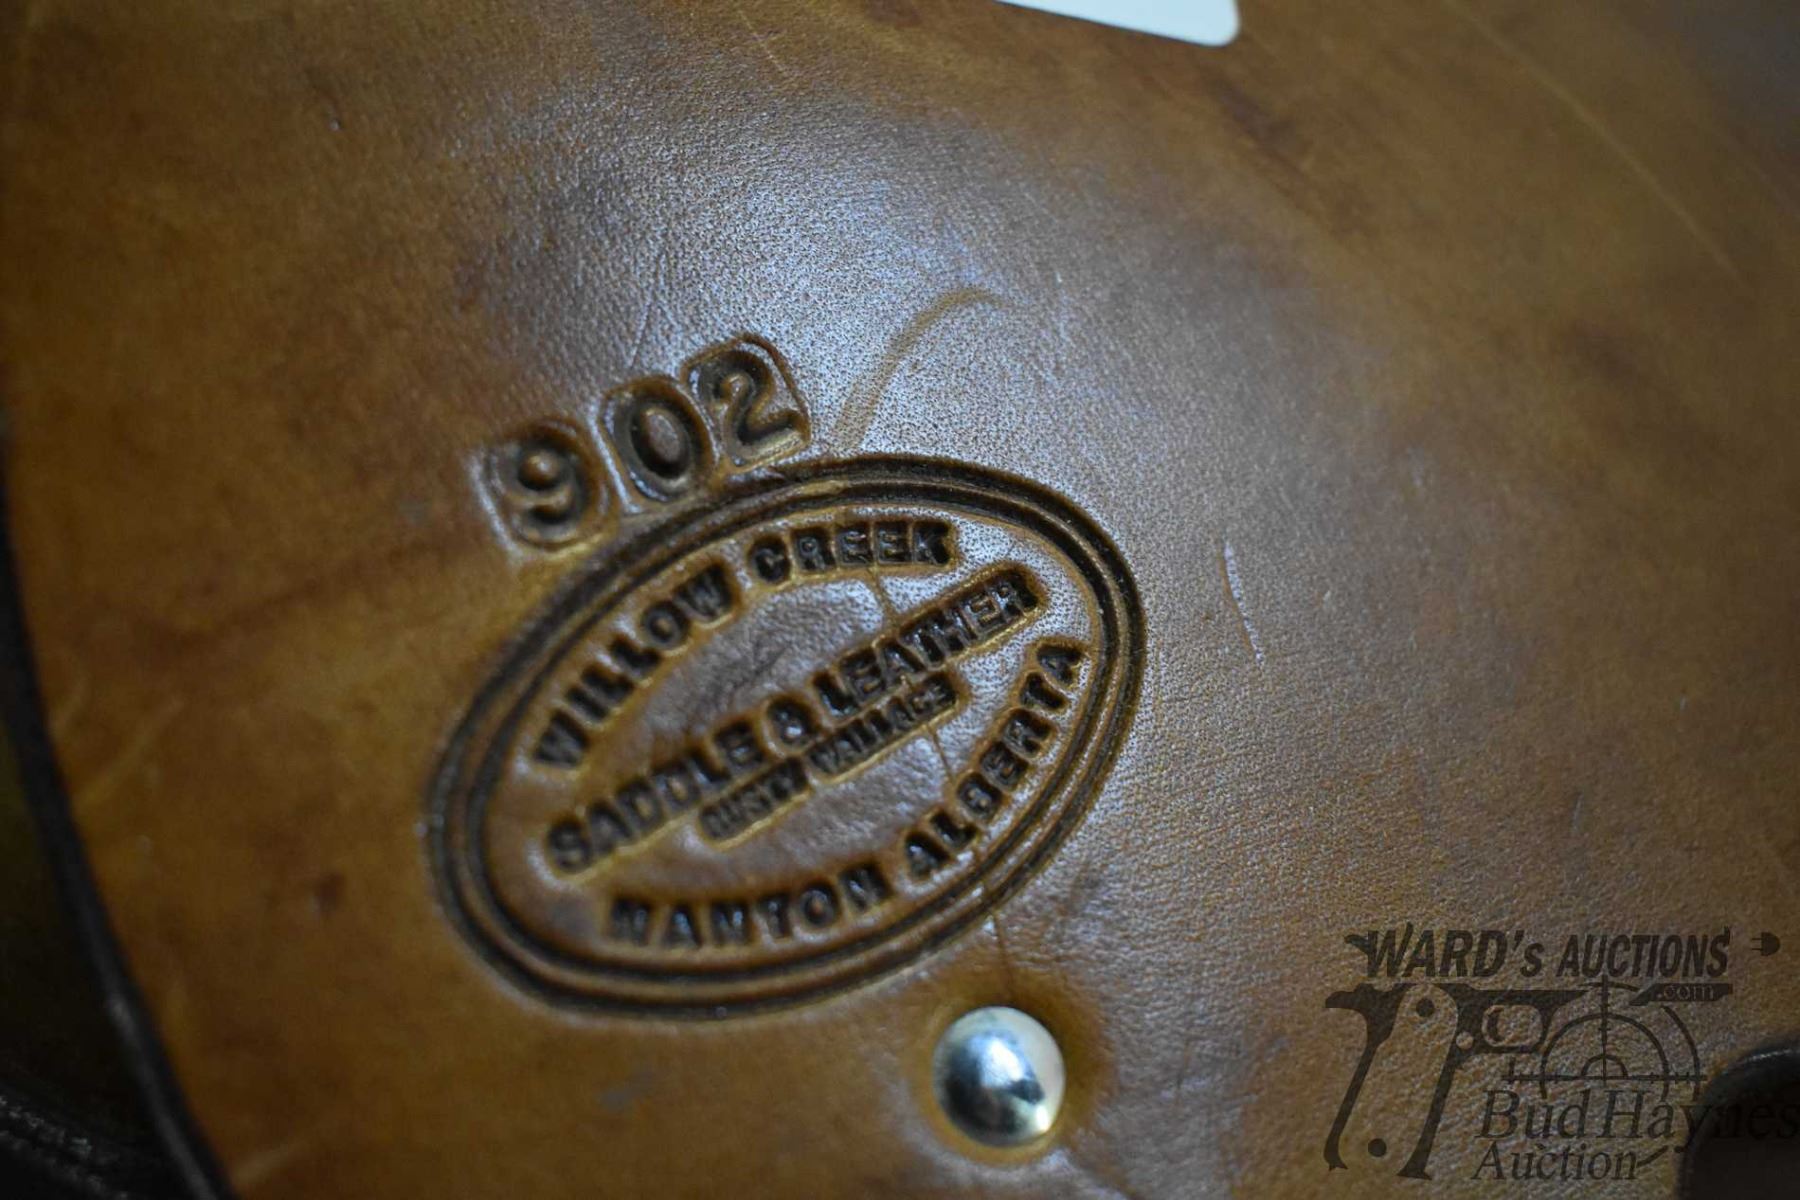 902
WILLOW CREEK
SADDLE & LEATHER
RUSTY WALLACE
NANTON ALBERTA
WARD's AUCTIONS
.com
Bud Haynes
Auction